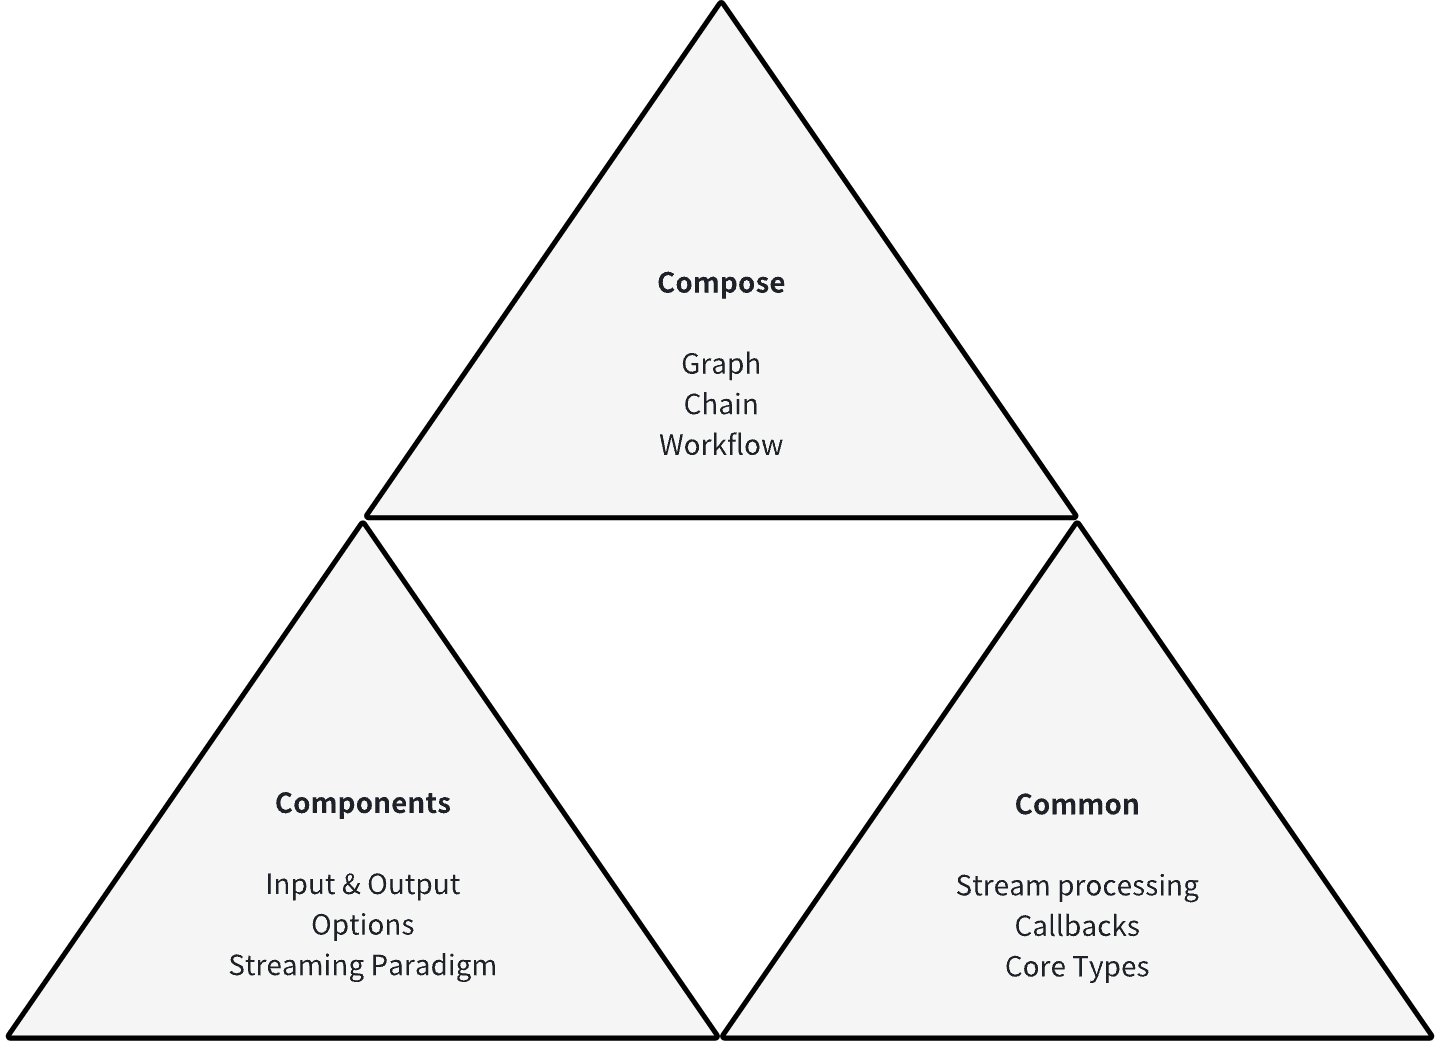 Compose
Graph
Chain
Workflow
Components
Input & Output
Options
Streaming Paradigm
Common
Stream processing
Callbacks
Core Types